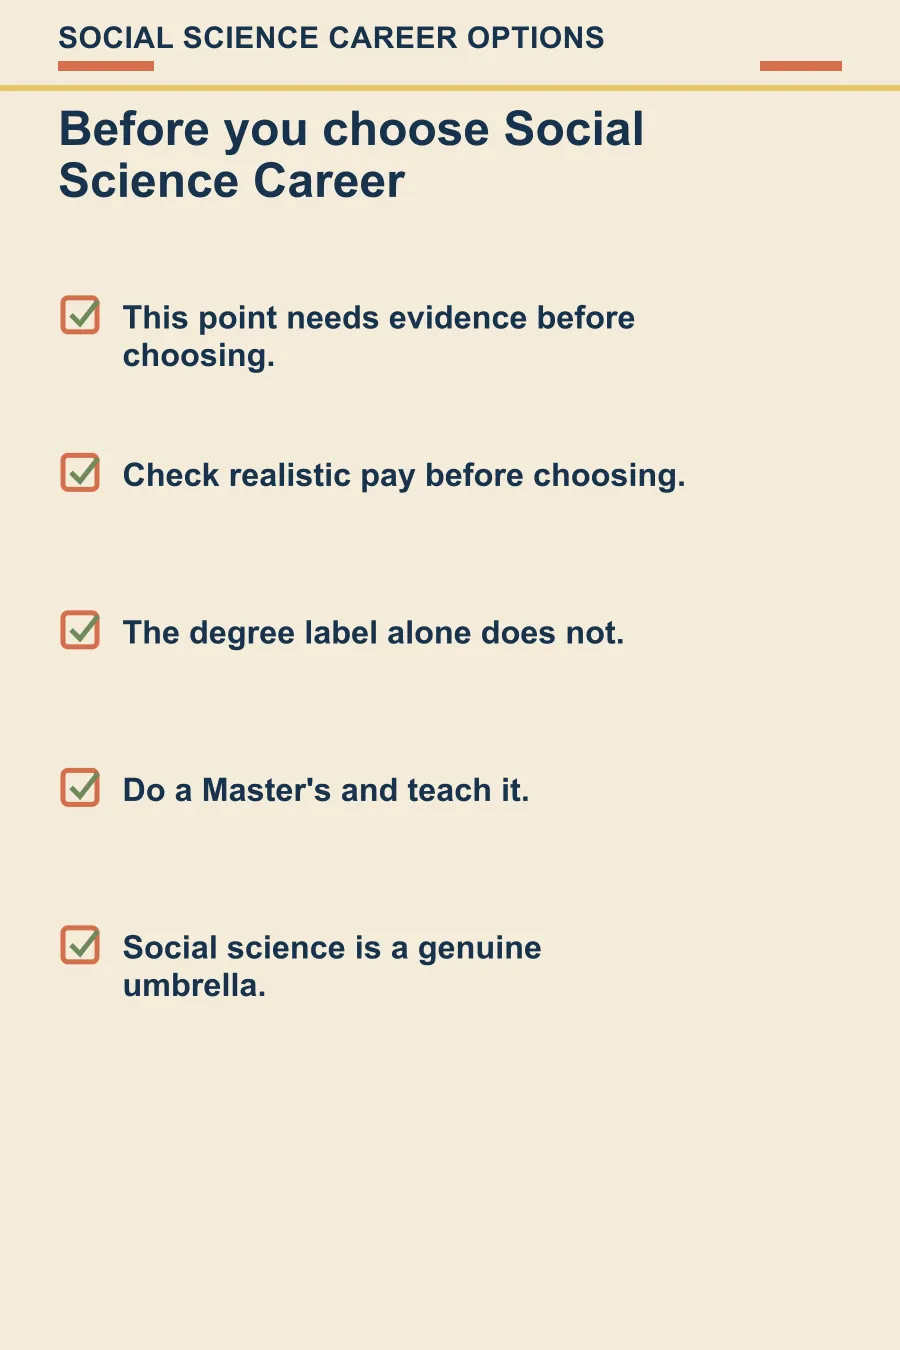 SOCIAL SCIENCE CAREER OPTIONS
Before you choose Social
Science Career
This point needs evidence before
choosing.
Check realistic pay before choosing.
The degree label alone does not.
Do a Master's and teach it.
Social science is a genuine
umbrella.